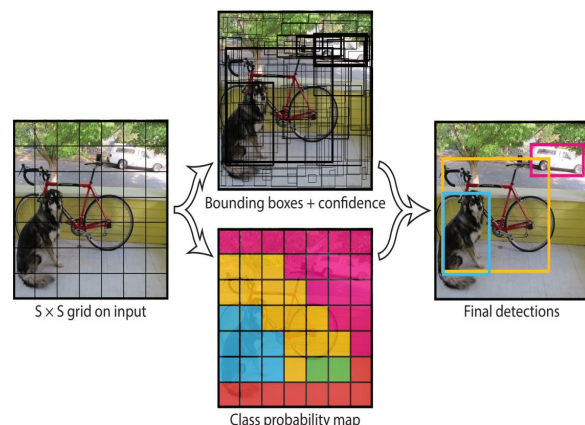 Bounding boxes + confidence
S × S grid on input
Final detections
Class probability map